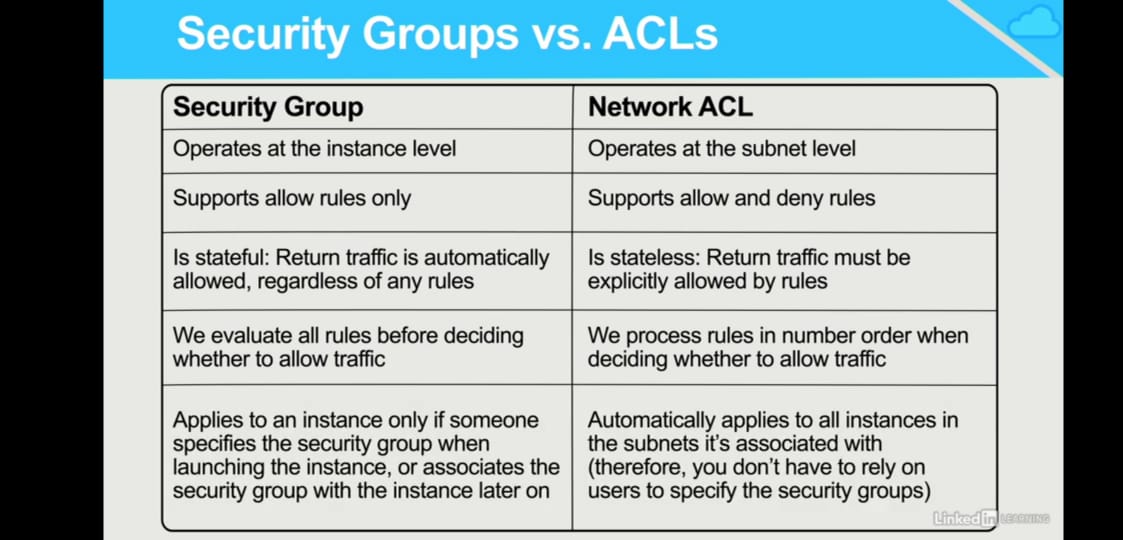 Security Groups vs. ACLs
Security Group
Network ACL
Operates at the instance level
Operates at the subnet level
Supports allow rules only
Supports allow and deny rules
Is stateful: Return traffic is automatically
allowed, regardless of any rules
Is stateless: Return traffic must be
explicitly allowed by rules
We evaluate all rules before deciding
whether to allow traffic
We process rules in number order when
deciding whether to allow traffic
Applies to an instance only if someone
specifies the security group when
launching the instance, or associates the
security group with the instance later on
Automatically applies to all instances in
the subnets it's associated with
(therefore, you don't have to rely on
users to specify the security groups)
Linked in LEARNING